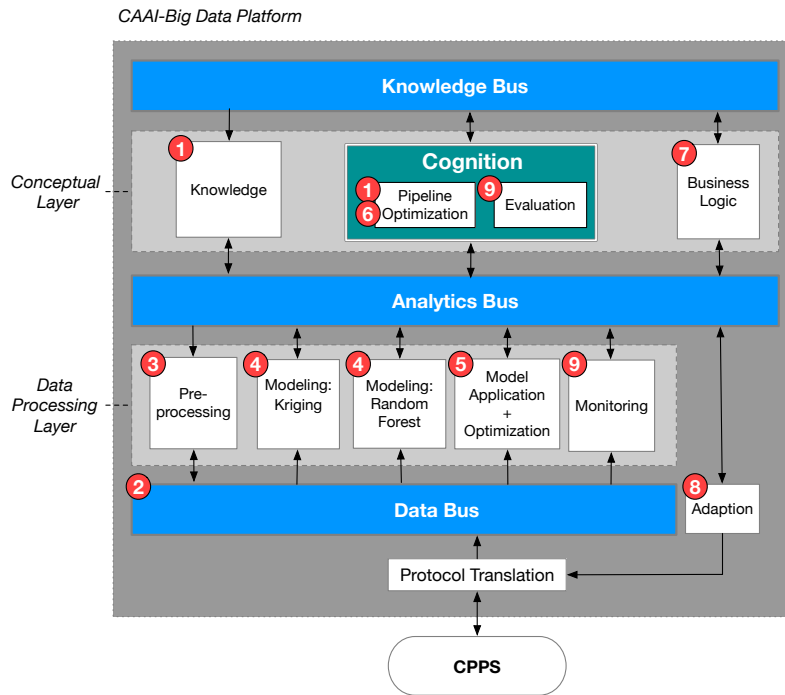 CAAI-Big Data Platform
Knowledge Bus
Conceptual
Layer
1
Knowledge
Cognition
1
6
Pipeline
Optimization
9
Evaluation
7
Business
Logic
Analytics Bus
Data
Processing
Layer
3
Pre-
processing
4
Modeling:
Kriging
4
Modeling:
Random
Forest
5
Model
Application
+
Optimization
9
Monitoring
2
Data Bus
8
Adaption
Protocol Translation
CPPS